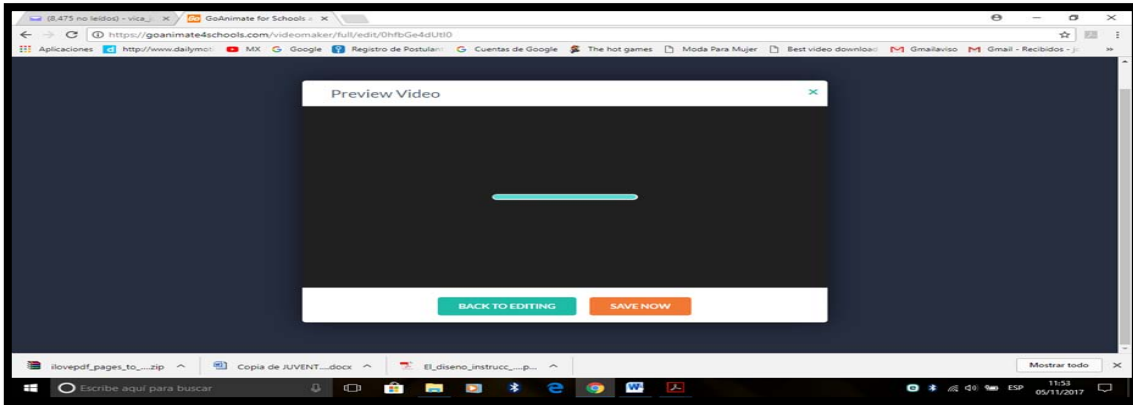 (8,475 no leídos) - vica_j
GoAnimate for Schools
https://goanimate4schools.com/videomaker/full/edit/0hfbGe4dUtI0
Aplicaciones http://www.dailymoti MX Google Registro de Postulan Cuentas de Google The hot games Moda Para Mujer Best video download Gmailaviso Gmail - Recibidos - j
Preview Video
BACK TO EDITING SAVE NOW
ilovepdf_pages_to_....zip Copia de JUVENT....docx El_diseno_instrucc_....p... Mostrar todo
Escribe aquí para buscar ESP 11:53
05/11/2017